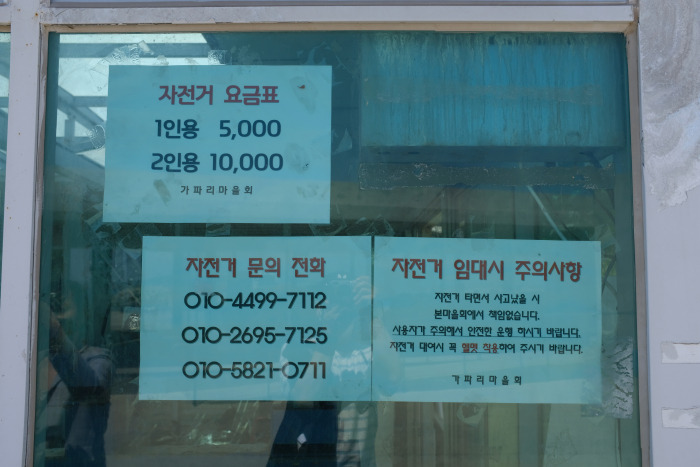 자전거 요금표
1인용 5,000
2인용 10,000
가파리마을회
자전거 문의 전화
010-4499-7112
010-2695-7125
010-5821-0711
자전거 임대시 주의사항
자전거 타면서 사고났을 시
본마을회에서 책임없습니다.
사용자가 주의해서 안전한 운행 하시기 바랍니다.
자전거 대여시 꼭 헬멧 착용하여 주시기 바랍니다.
가파리마을회